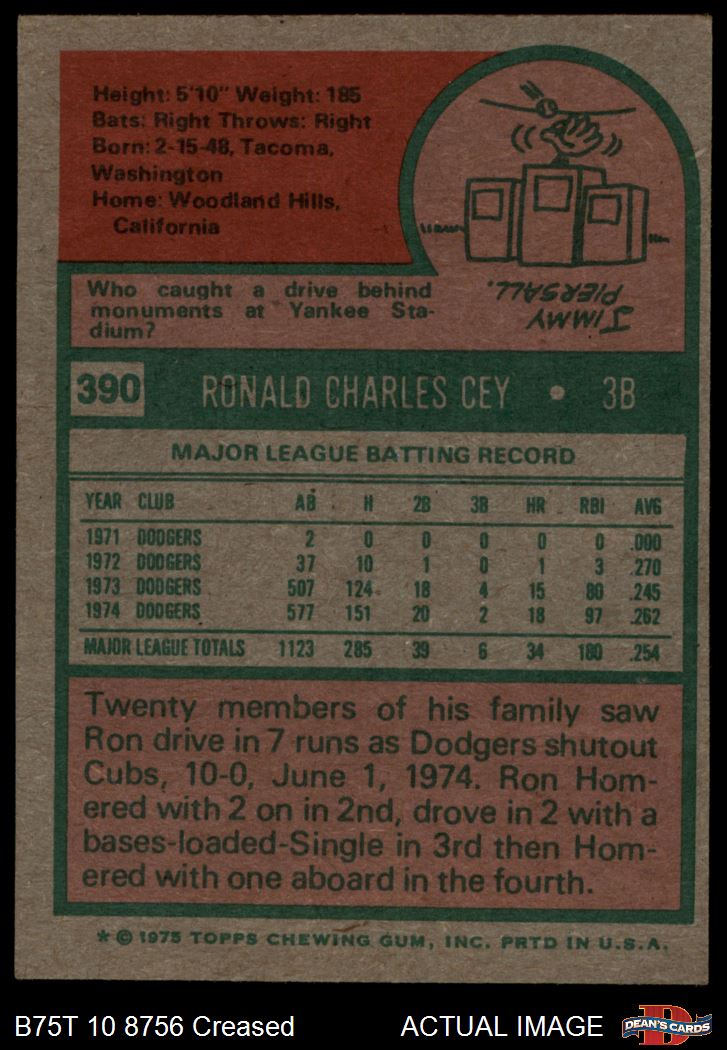 Height: 5'10" Weight: 185
Bats: Right Throws: Right
Born: 2-15-48, Tacoma,
Washington
Home: Woodland Hills,
California
Who caught a drive behind
monuments at Yankee Sta-
dium?
JIMMY
PIERSALL.
390 RONALD CHARLES CEY • 3B
MAJOR LEAGUE BATTING RECORD
YEAR CLUB AB H 2B 3B HR RBI AVG
1971 DODGERS 2 0 0 0 0 0 .000
1972 DODGERS 37 10 1 0 1 3 .270
1973 DODGERS 507 124 18 4 15 80 .245
1974 DODGERS 577 151 20 2 18 97 .262
MAJOR LEAGUE TOTALS 1123 285 39 6 34 180 .254
Twenty members of his family saw
Ron drive in 7 runs as Dodgers shutout
Cubs, 10-0, June 1, 1974. Ron Hom-
ered with 2 on in 2nd, drove in 2 with a
bases-loaded-Single in 3rd then Hom-
ered with one aboard in the fourth.
* © 1975 TOPPS CHEWING GUM, INC. PRTD IN U.S.A.
B75T 10 8756 Creased ACTUAL IMAGE
D
DEAN'S CARDS